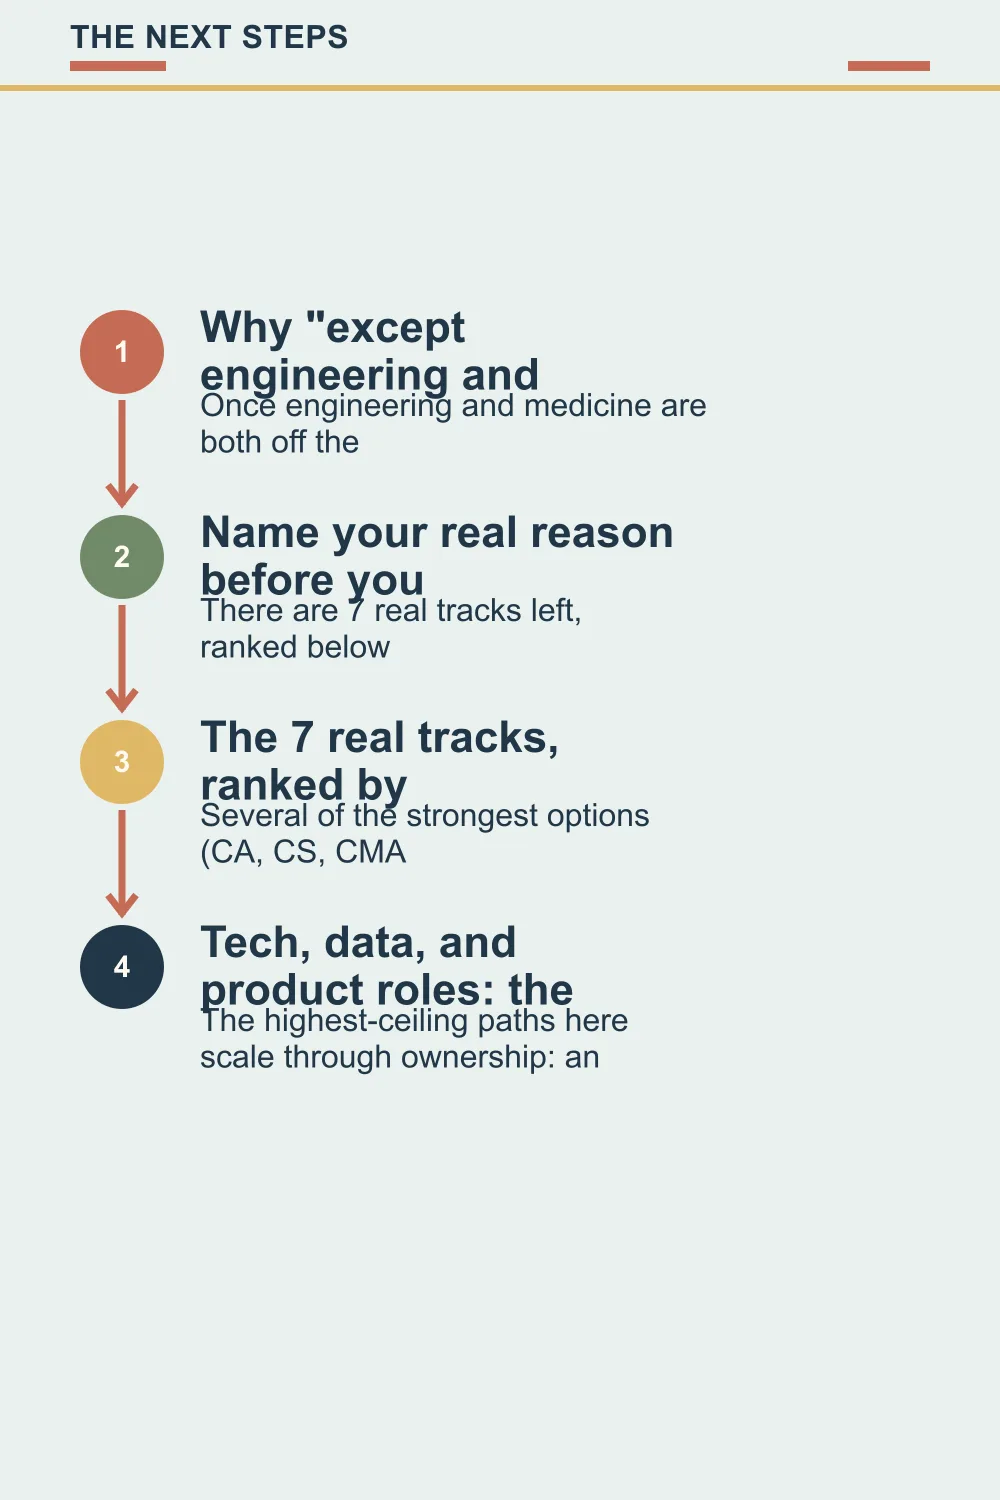 THE NEXT STEPS
1
Why "except
engineering and
Once engineering and medicine are
both off the
2
Name your real reason
before you
There are 7 real tracks left,
ranked below
3
The 7 real tracks,
ranked by
Several of the strongest options
(CA, CS, CMA
4
Tech, data, and
product roles: the
The highest-ceiling paths here
scale through ownership: an